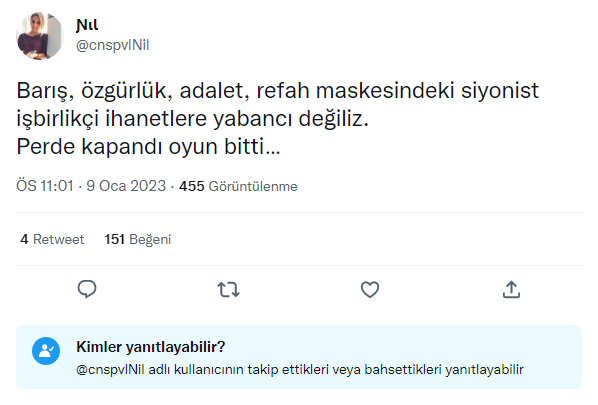 Nıl
@cnspvlNil
Barış, özgürlük, adalet, refah maskesindeki siyonist
işbirlikçi ihanetlere yabancı değiliz.
Perde kapandı oyun bitti...
ÖS 11:01 · 9 Oca 2023 · 455 Görüntülenme
4 Retweet 151 Beğeni
Kimler yanıtlayabilir?
@cnspvlNil adlı kullanıcının takip ettikleri veya bahsettikleri yanıtlayabilir